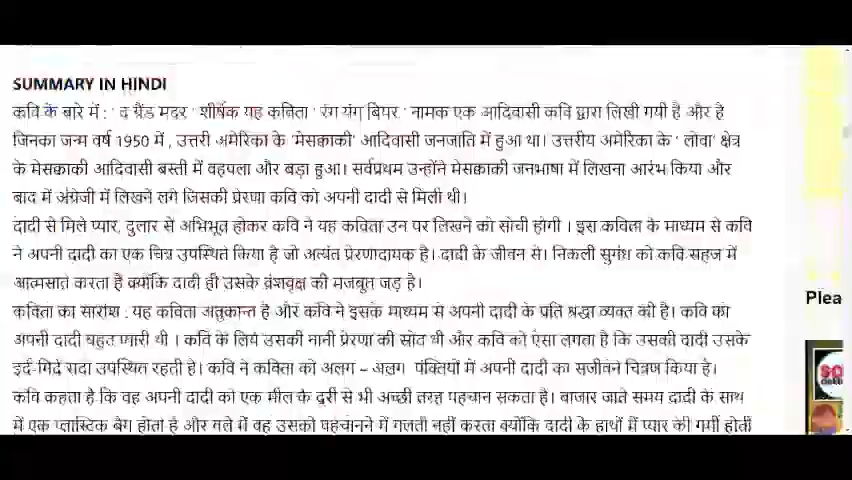 SUMMARY IN HINDI
कवि के बारे में : ' द ग्रैंड मदर ' शीर्षक यह कविता ' रंग यंग बियर ' नामक एक आदिवासी कवि द्वारा लिखी गयी है और है
जिनका जन्म वर्ष 1950 में , उत्तरी अमेरिका के 'मेसक्वाकी' आदिवासी जनजाति में हुआ था। उत्तरीय अमेरिका के ' लोवा' क्षेत्र
के मेसक्वाकी आदिवासी बस्ती में वहपला और बड़ा हुआ। सर्वप्रथम उन्होंने मेसक्वाकी जनभाषा में लिखना आरंभ किया और
बाद में अंग्रेजी में लिखने लगे जिसकी प्रेरणा कवि को अपनी दादी से मिली थी।
दादी से मिले प्यार, दुलार से अभिभूत होकर कवि ने यह कविता उन पर लिखने की सोची होगी । इस कविता के माध्यम से कवि
ने अपनी दादी का एक चित्र उपस्थित किया है जो अत्यंत प्रेरणादायक है। दादी के जीवन से। निकली सुगंध को कवि सहज में
आत्मसात करता है क्योंकि दादी ही उसके वंशवृक्ष की मजबूत जड़ है।
कविता का सारांश : यह कविता अतुकान्त है और कवि ने इसके माध्यम से अपनी दादी के प्रति श्रद्धा व्यक्त की है। कवि को
अपनी दादी बहुत प्यारी थी । कवि के लिये उसकी नानी प्रेरणा की स्रोत थी और कवि को ऐसा लगता है कि उसकी दादी उसके
इर्द-गिर्द सदा उपस्थित रहती है। कवि ने कविता को अलग – अलग पंक्तियों में अपनी दादी का सजीवन चित्रण किया है।
कवि कहता है कि वह अपनी दादी को एक मील के दूरी से भी अच्छी तरह पहचान सकता है। बाजार जाते समय दादी के साथ
में एक प्लास्टिक बैग होता है और गले में वह उसको पहचानने में गलती नहीं करता क्योंकि दादी के हाथों में प्यार की गर्मी होती
Plea